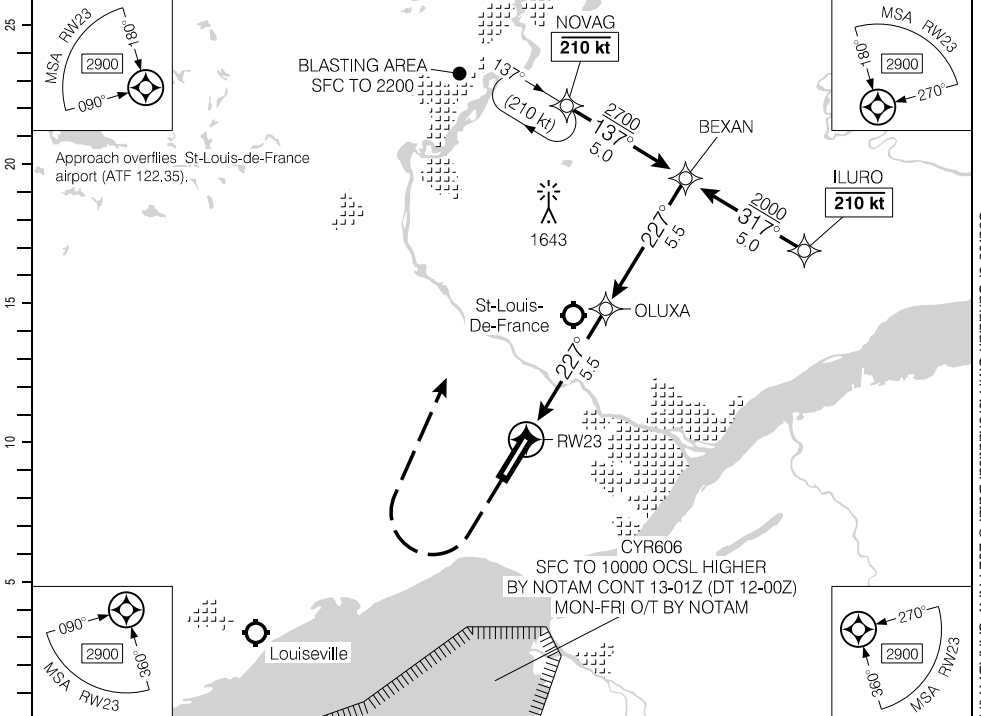 25
20
15
10
5
MSA RW23
180°
2900
090°
NOVAG
210 kt
BLASTING AREA
SFC TO 2200
137°
(210 kt)
2700
137°
5.0
BEXAN
MSA RW23
180°
2900
270°
Approach overflies St-Louis-de-France
airport (ATF 122.35).
1643
ILURO
210 kt
2000
317°
5.0
227°
5.5
St-Louis-
De-France
OLUXA
227°
5.5
RW23
CYR606
SFC TO 10000 OCSL HIGHER
BY NOTAM CONT 13-01Z (DT 12-00Z)
MON-FRI O/T BY NOTAM
090°
2900
360°
MSA RW23
Louiseville
270°
2900
360°
MSA RW23